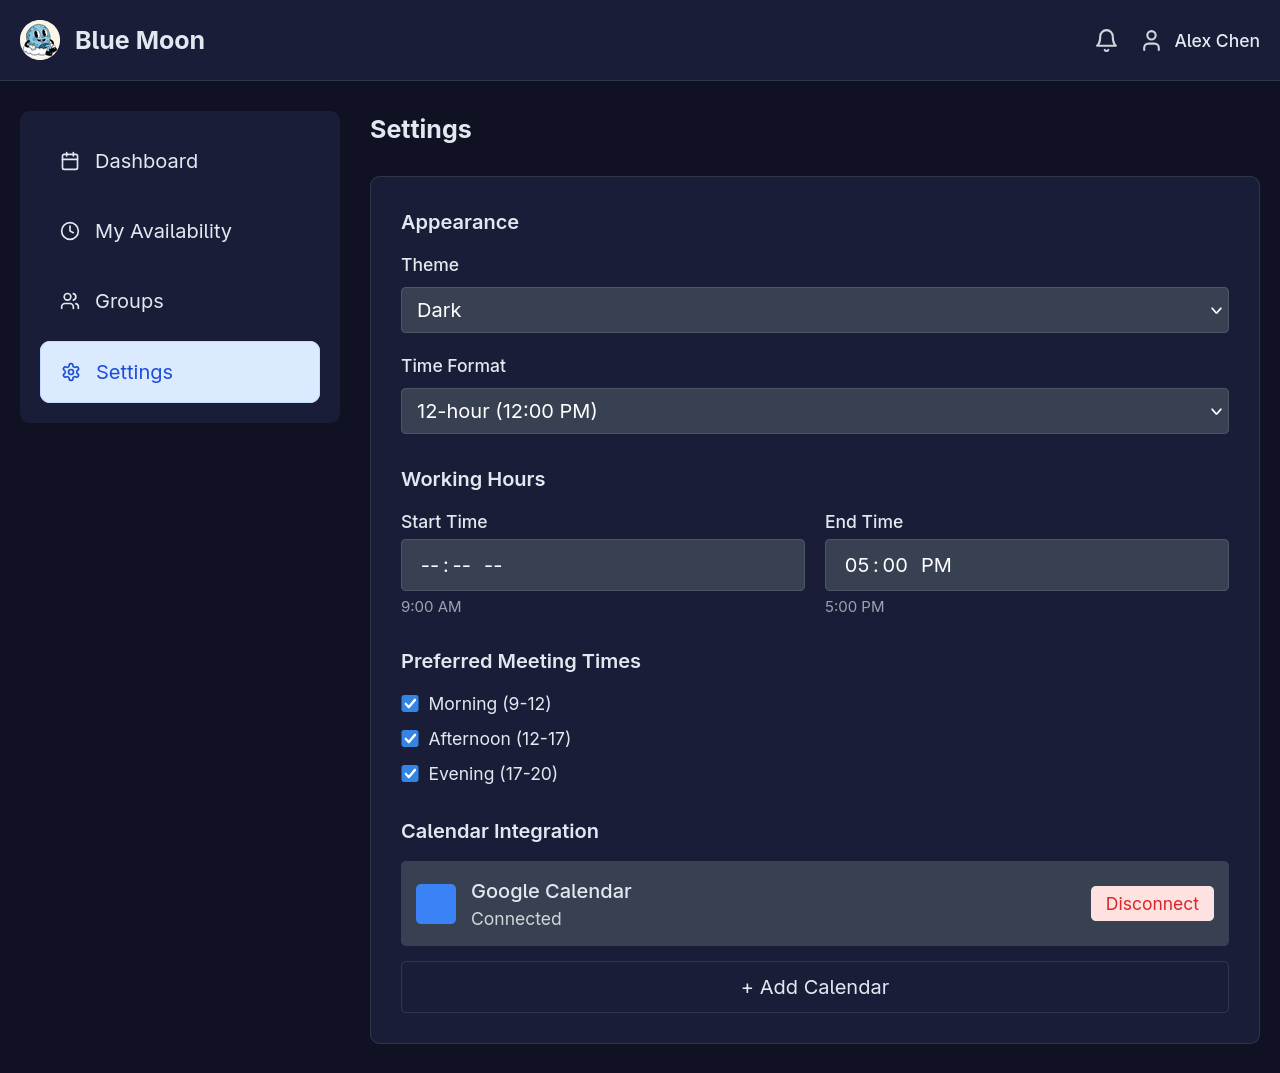 Blue Moon
Alex Chen
Dashboard
My Availability
Groups
Settings
Settings
Appearance
Theme
Dark
Time Format
12-hour (12:00 PM)
Working Hours
Start Time
End Time
--:-- --
05:00 PM
9:00 AM
5:00 PM
Preferred Meeting Times
Morning (9-12)
Afternoon (12-17)
Evening (17-20)
Calendar Integration
Google Calendar
Connected
Disconnect
+ Add Calendar